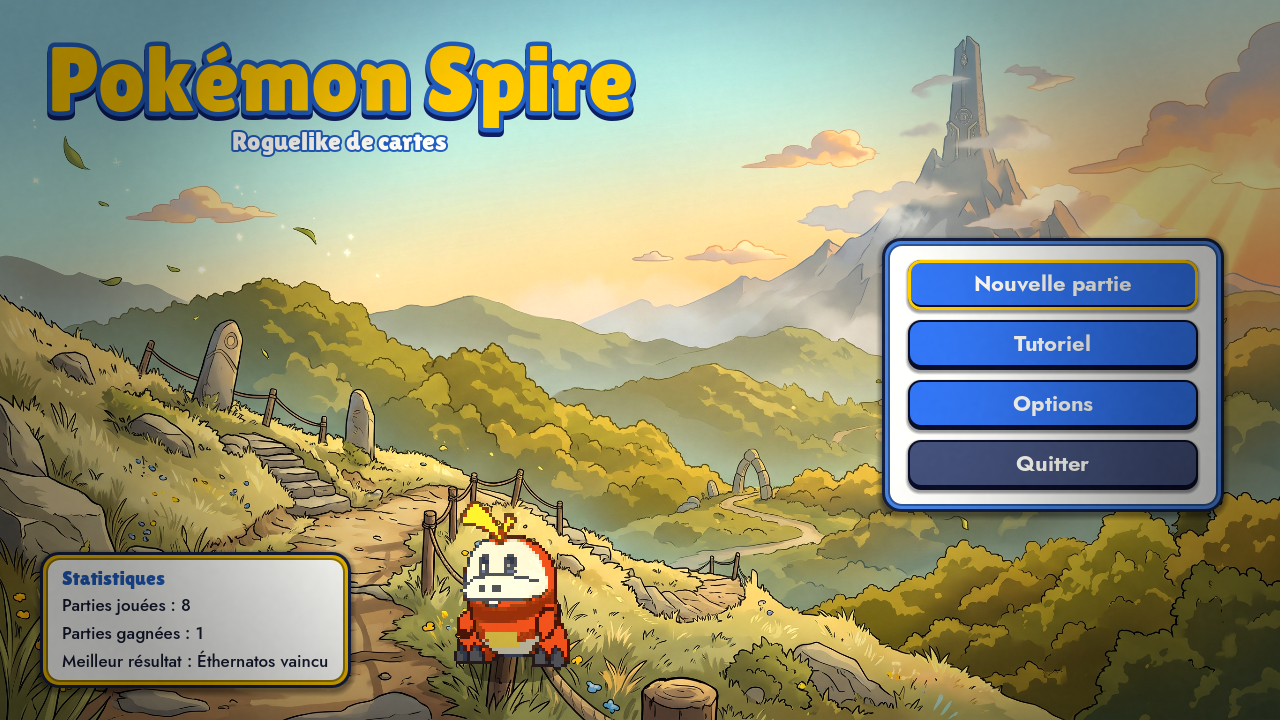 Pokémon Spire
Roguelike de cartes
Nouvelle partie
Tutoriel
Options
Quitter
Statistiques
Parties jouées : 8
Parties gagnées : 1
Meilleur résultat : Éthernatos vaincu